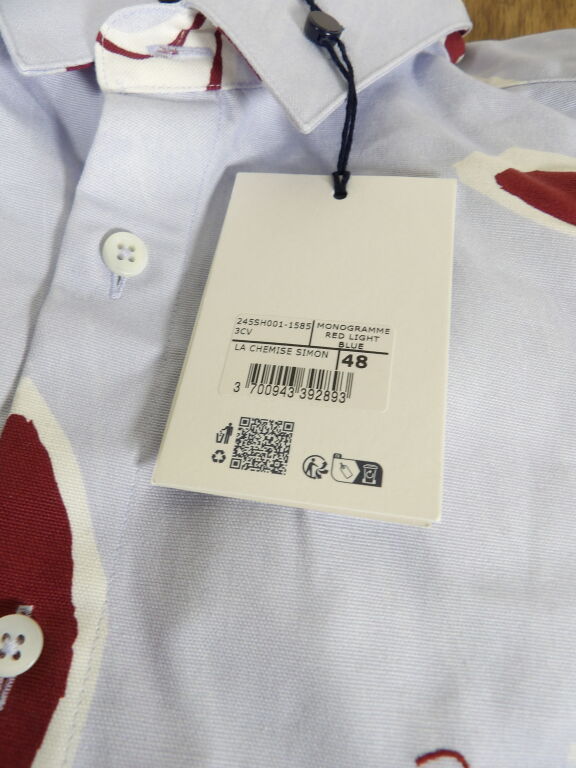 245SH001-1585
3CV
MONOGRAMME
RED LIGHT
BLUE
LA CHEMISE SIMON
48
3 700943 392893